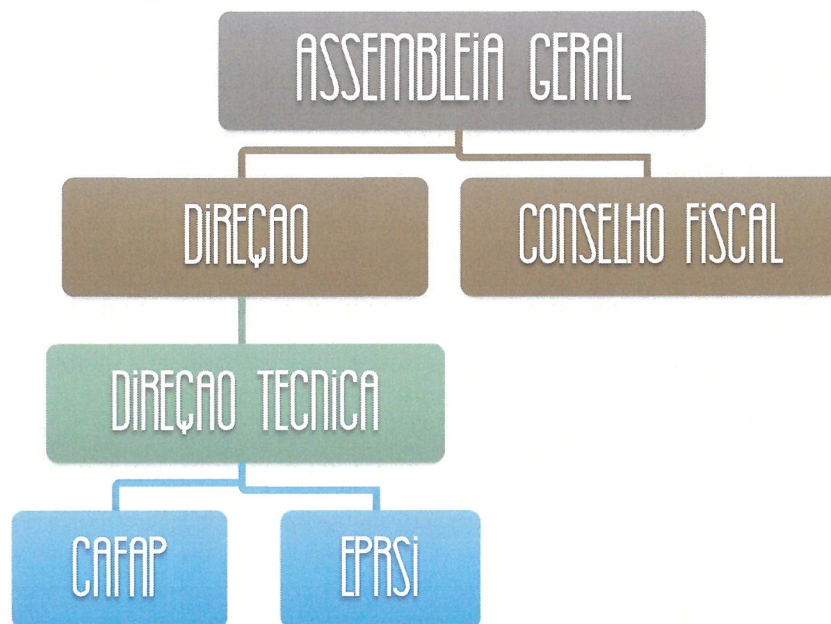 ASSEMBLEiA GERAL
DiREÇAO
CONSELHO FiSCAL
DiREÇAO TECNiCA
CAFAP
EPRSi